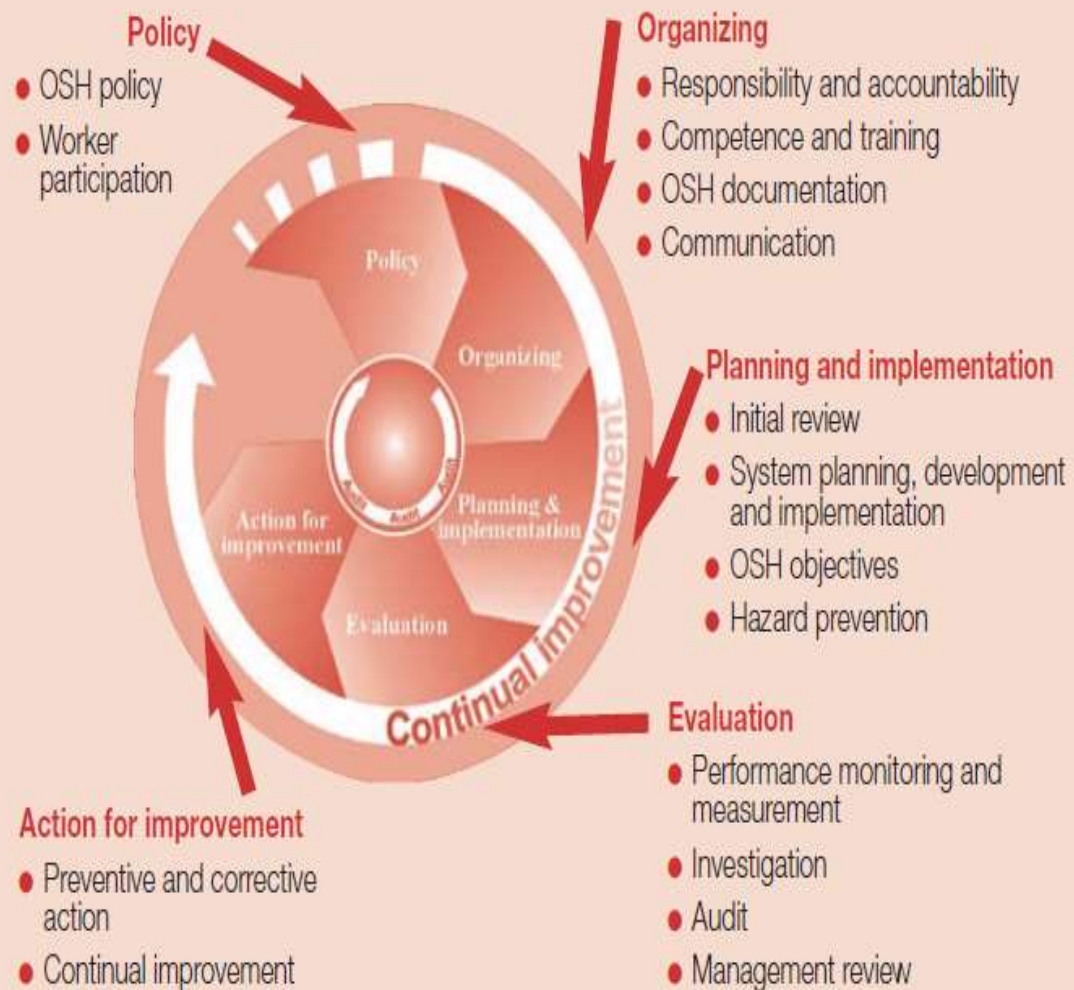 Policy
● OSH policy
● Worker
participation
Organizing
● Responsibility and accountability
● Competence and training
● OSH documentation
● Communication
Planning and implementation
● Initial review
● System planning, development
and implementation
● OSH objectives
● Hazard prevention
Evaluation
● Performance monitoring and
measurement
● Investigation
● Audit
● Management review
Action for improvement
● Preventive and corrective
action
● Continual improvement
Policy
Organizing
Planning &
implementation
Evaluation
Action for
improvement
Audit
Audit
Audit
Continual improvement